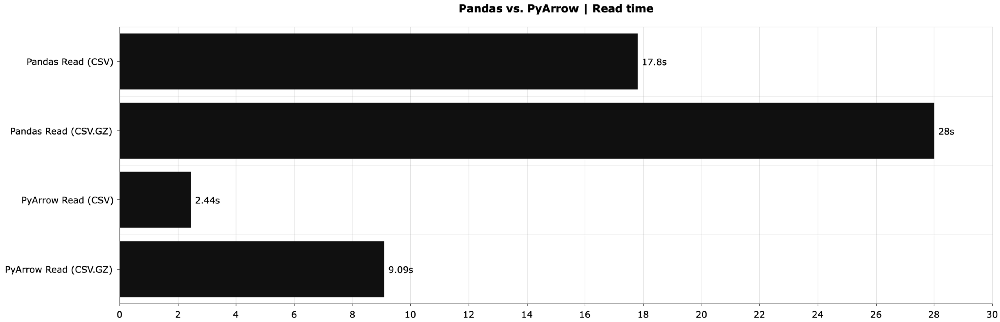 Pandas vs. PyArrow | Read time
Pandas Read (CSV)
17.8s
Pandas Read (CSV.GZ)
28s
PyArrow Read (CSV)
2.44s
PyArrow Read (CSV.GZ)
9.09s
0 2 4 6 8 10 12 14 16 18 20 22 24 26 28 30